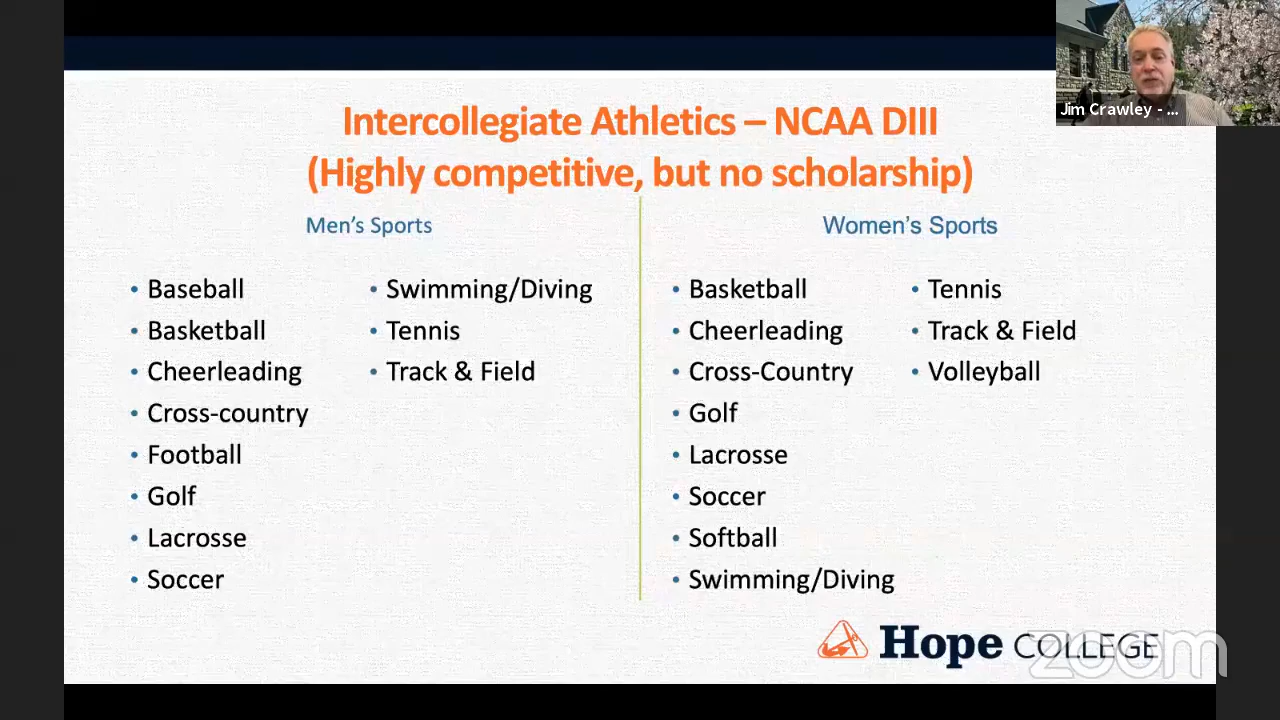 Jim Crawley - ...
Intercollegiate Athletics – NCAA DIII
(Highly competitive, but no scholarship)
Men's Sports
• Baseball
• Basketball
• Cheerleading
• Cross-country
• Football
• Golf
• Lacrosse
• Soccer
• Swimming/Diving
• Tennis
• Track & Field
Women's Sports
• Basketball
• Cheerleading
• Cross-Country
• Golf
• Lacrosse
• Soccer
• Softball
• Swimming/Diving
• Tennis
• Track & Field
• Volleyball
Hope COLLEGE
zoom